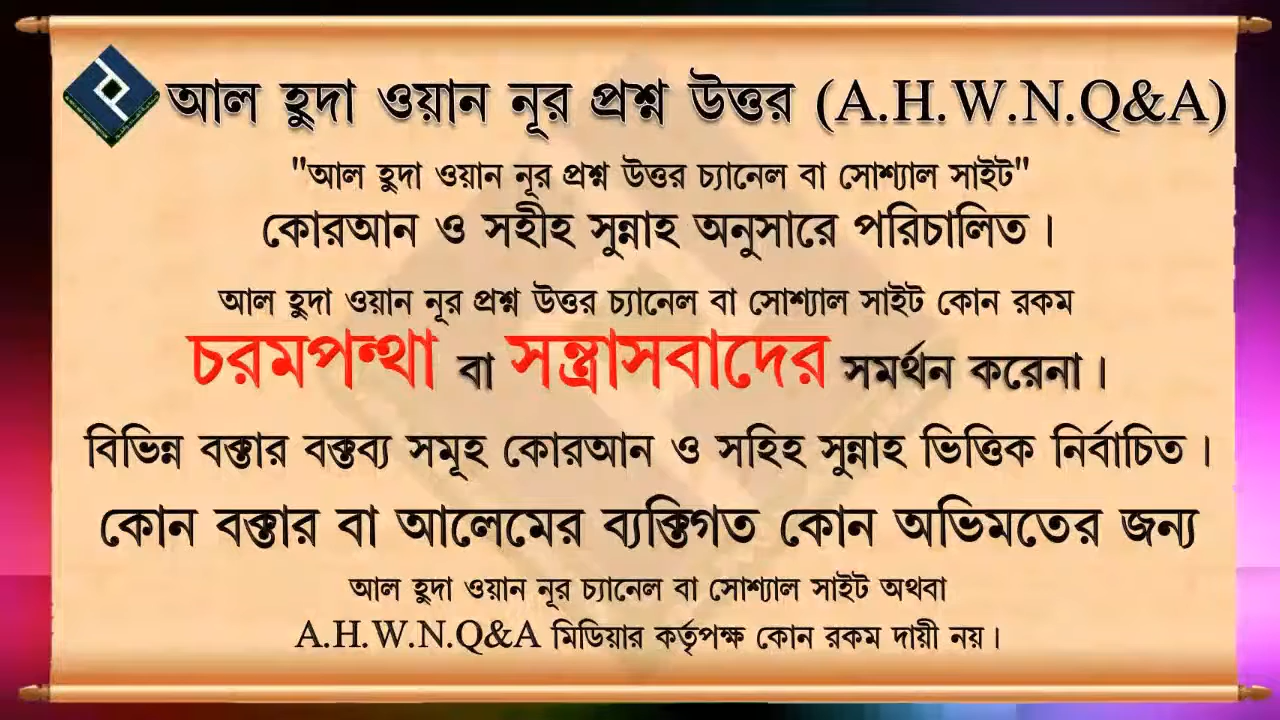 আল হুদা ওয়ান নূর প্রশ্ন উত্তর (A.H.W.N.Q&A)
"আল হুদা ওয়ান নূর প্রশ্ন উত্তর চ্যানেল বা সোশ্যাল সাইট"
কোরআন ও সহীহ সুন্নাহ অনুসারে পরিচালিত ।
আল হুদা ওয়ান নূর প্রশ্ন উত্তর চ্যানেল বা সোশ্যাল সাইট কোন রকম
চরমপন্থা বা সন্ত্রাসবাদের সমর্থন করেনা ।
বিভিন্ন বক্তার বক্তব্য সমূহ কোরআন ও সহিহ সুন্নাহ ভিত্তিক নির্বাচিত ।
কোন বক্তার বা আলেমের ব্যক্তিগত কোন অভিমতের জন্য
আল হুদা ওয়ান নূর চ্যানেল বা সোশ্যাল সাইট অথবা
A.H.W.N.Q&A মিডিয়ার কর্তৃপক্ষ কোন রকম দায়ী নয় ।